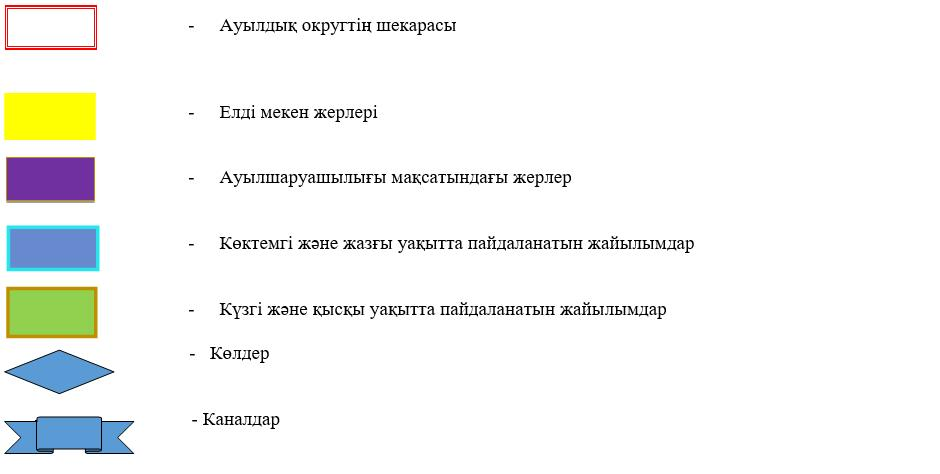 - Ауылдық округтің шекарасы
- Елді мекен жерлері
- Ауылшаруашылығы мақсатындағы жерлер
- Көктемгі және жазғы уақытта пайдаланатын жайылымдар
- Күзгі және қысқы уақытта пайдаланатын жайылымдар
- Көлдер
- Каналдар